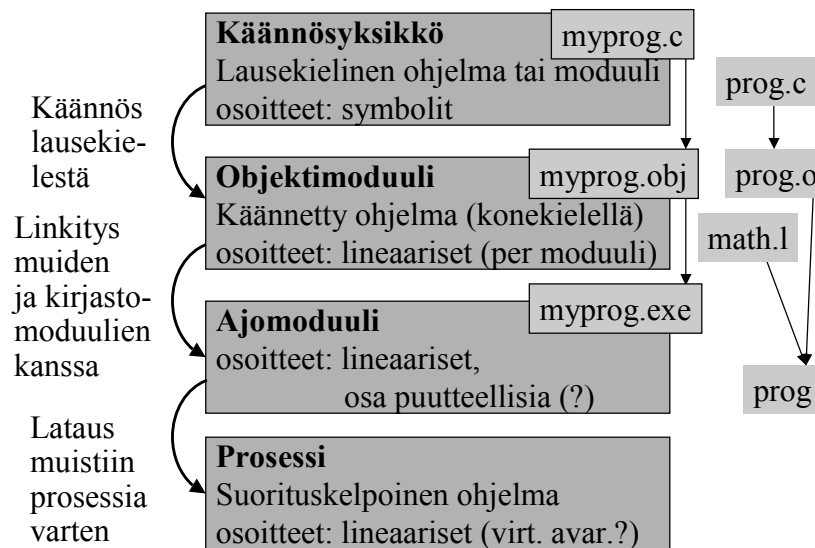 Käännösyksikkö
myprog.c
Lausekielinen ohjelma tai moduuli
osoitteet: symbolit
Käännös
lausekie-
lestä
Objektimoduuli
myprog.obj
Käännetty ohjelma (konekielellä)
osoitteet: lineaariset (per moduuli)
Linkitys
muiden
ja kirjasto-
moduulien
kanssa
Ajomoduuli
myprog.exe
osoitteet: lineaariset,
osa puutteellisia (?)
Lataus
muistiin
prosessia
varten
Prosessi
Suorituskelpoinen ohjelma
osoitteet: lineaariset (virt. avar.?)
prog.c
prog.o
math.l
prog